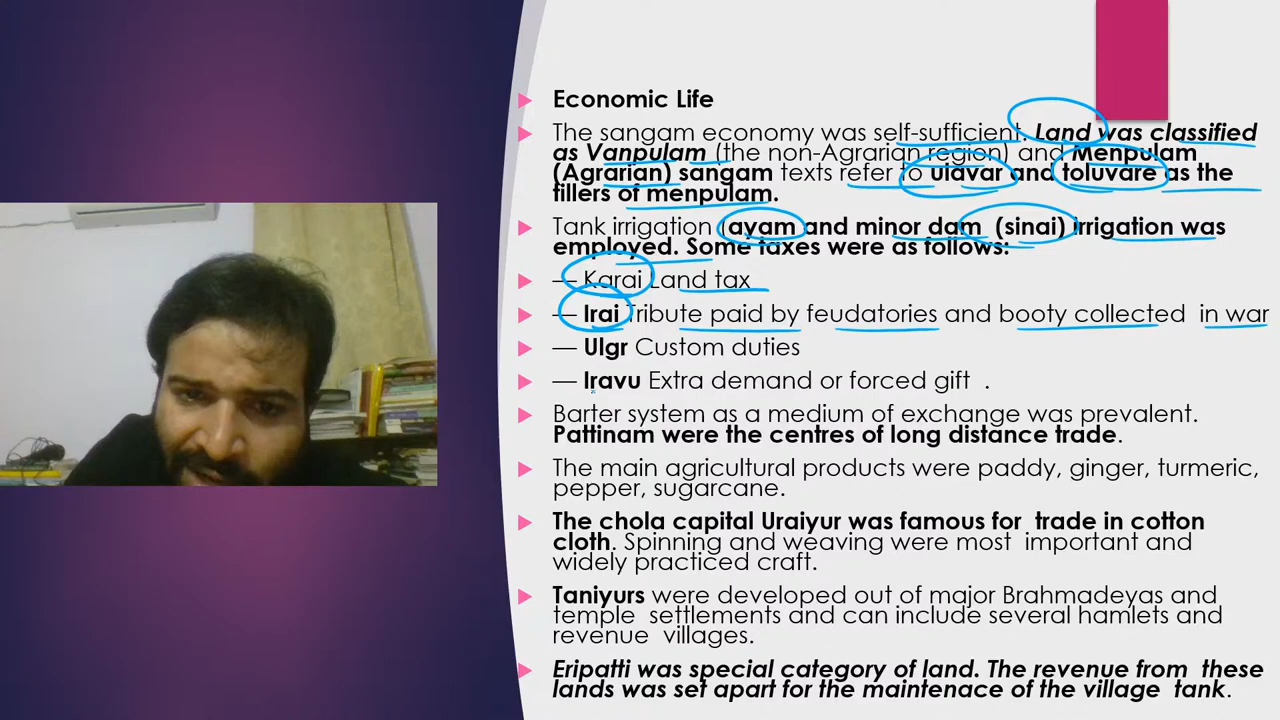 Economic Life
The sangam economy was self-sufficient. Land was classified
as Vanpulam (the non-Agrarian region) and Menpulam
(Agrarian) sangam texts refer to ulavar and toluvare as the
tillers of menpulam.
Tank irrigation (ayam and minor dam (sinai) irrigation was
employed. Some taxes were as follows:
— Karai Land tax
— Irai Tribute paid by feudatories and booty collected in war
— Ulgr Custom duties
— Iravu Extra demand or forced gift .
Barter system as a medium of exchange was prevalent.
Pattinam were the centres of long distance trade.
The main agricultural products were paddy, ginger, turmeric,
pepper, sugarcane.
The chola capital Uraiyur was famous for trade in cotton
cloth. Spinning and weaving were most important and
widely practiced craft.
Taniyurs were developed out of major Brahmadeyas and
temple settlements and can include several hamlets and
revenue villages.
Eripatti was special category of land. The revenue from these
lands was set apart for the maintenace of the village tank.